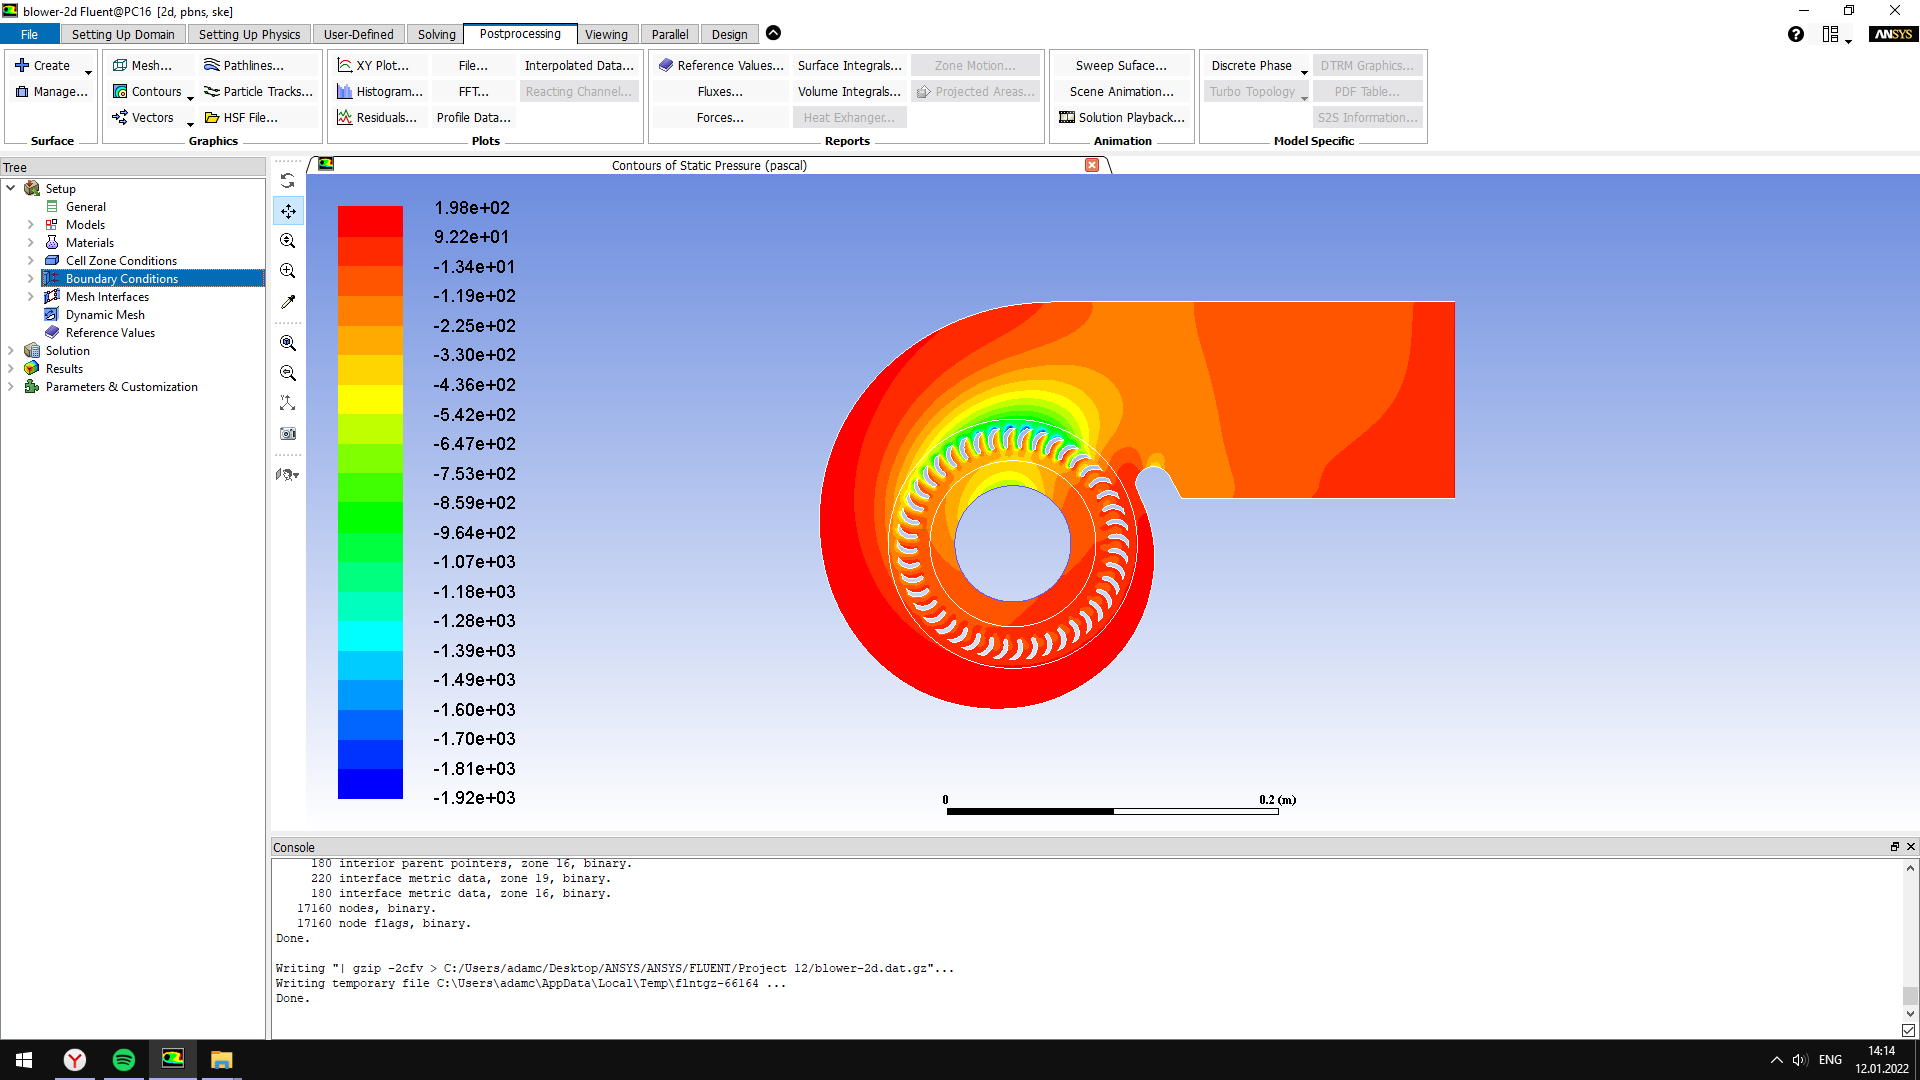 blower-2d Fluent@PC16 [2d, pbns, ske]
File Setting Up Domain Setting Up Physics User-Defined Solving Postprocessing Viewing Parallel Design
ANSYS
Create
Manage...
Surface
Mesh...
Contours
Vectors
Pathlines...
Particle Tracks...
HSF File...
Graphics
XY Plot...
Histogram...
Residuals...
File...
FFT...
Profile Data...
Interpolated Data...
Reacting Channel...
Plots
Reference Values...
Fluxes...
Forces...
Surface Integrals...
Volume Integrals...
Heat Exhanger...
Zone Motion...
Projected Areas...
Reports
Sweep Suface...
Scene Animation...
Solution Playback...
Animation
Discrete Phase
Turbo Topology
DTRM Graphics...
PDF Table...
S2S Information...
Model Specific
Tree
Setup
General
Models
Materials
Cell Zone Conditions
Boundary Conditions
Mesh Interfaces
Dynamic Mesh
Reference Values
Solution
Results
Parameters & Customization
Contours of Static Pressure (pascal)
1.98e+02
9.22e+01
-1.34e+01
-1.19e+02
-2.25e+02
-3.30e+02
-4.36e+02
-5.42e+02
-6.47e+02
-7.53e+02
-8.59e+02
-9.64e+02
-1.07e+03
-1.18e+03
-1.28e+03
-1.39e+03
-1.49e+03
-1.60e+03
-1.70e+03
-1.81e+03
-1.92e+03
0 0.2 (m)
Console
180 interior parent pointers, zone 16, binary.
220 interface metric data, zone 19, binary.
180 interface metric data, zone 16, binary.
17160 nodes, binary.
17160 node flags, binary.
Done.
Writing "| gzip -2cfv > C:/Users/adamc/Desktop/ANSYS/ANSYS/FLUENT/Project 12/blower-2d.dat.gz"...
Writing temporary file C:\Users\adamc\AppData\Local\Temp\flntgz-66164 ...
Done.
ENG
14:14
12.01.2022